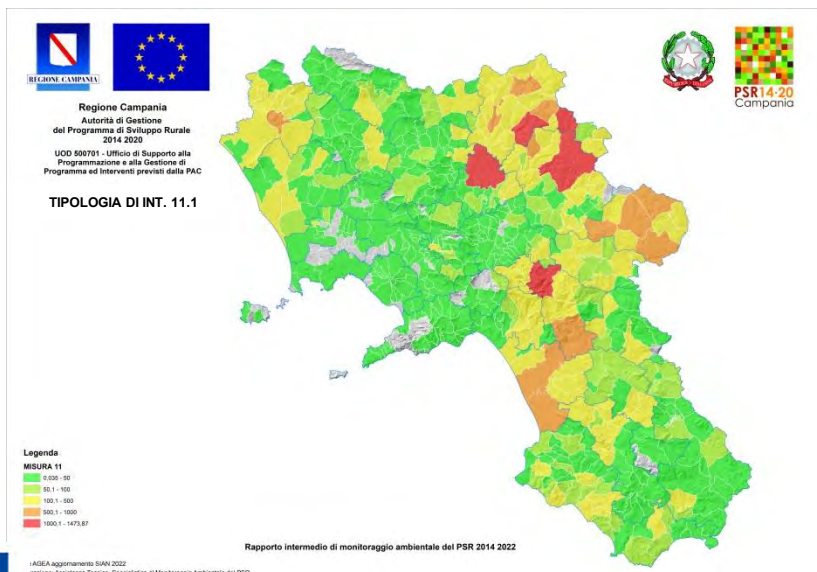 REGIONE CAMPANIA
Regione Campania
Autorità di Gestione
del Programma di Sviluppo Rurale
2014 2020
UOD 500701 - Ufficio di Supporto alla
Programmazione e alla Gestione di
Programma ed Interventi previsti dalla PAC
TIPOLOGIA DI INT. 11.1
PSR14-20
Campania
Legenda
MISURA 11
0,036 - 50
50,1 - 100
100,1 - 500
500,1 - 1000
1000,1 - 1473,87
Rapporto intermedio di monitoraggio ambientale del PSR 2014 2022
AGEA aggiornamento SIAN 2022